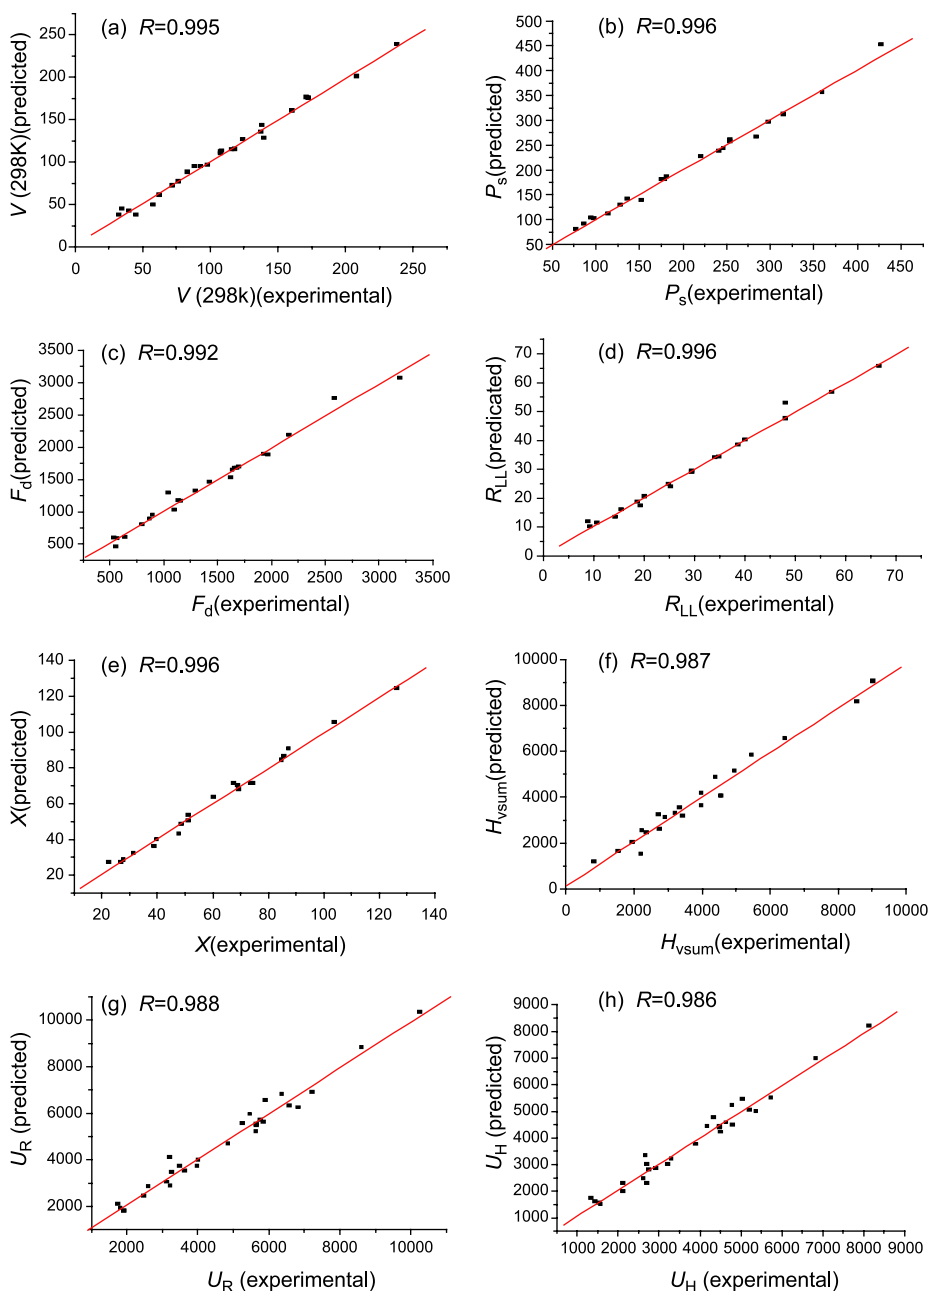 (a) R=0.995
V (298K)(predicted)
250
200
150
100
50
0
0 50 100 150 200 250
V (298k)(experimental)
(b) R=0.996
Ps(predicted)
500
450
400
350
300
250
200
150
100
50
50 100 150 200 250 300 350 400 450
Ps(experimental)
(c) R=0.992
Fd(predicted)
3500
3000
2500
2000
1500
1000
500
500 1000 1500 2000 2500 3000 3500
Fd(experimental)
(d) R=0.996
RLL(predicated)
70
60
50
40
30
20
10
0
0 10 20 30 40 50 60 70
RLL(experimental)
(e) R=0.996
X(predicted)
140
120
100
80
60
40
20
20 40 60 80 100 120 140
X(experimental)
(f) R=0.987
Hvsum(predicted)
10000
8000
6000
4000
2000
0
0 2000 4000 6000 8000 10000
Hvsum(experimental)
(g) R=0.988
UR (predicted)
10000
8000
6000
4000
2000
2000 4000 6000 8000 10000
UR (experimental)
(h) R=0.986
UH (predicted)
9000
8000
7000
6000
5000
4000
3000
2000
1000
1000 2000 3000 4000 5000 6000 7000 8000 9000
UH (experimental)